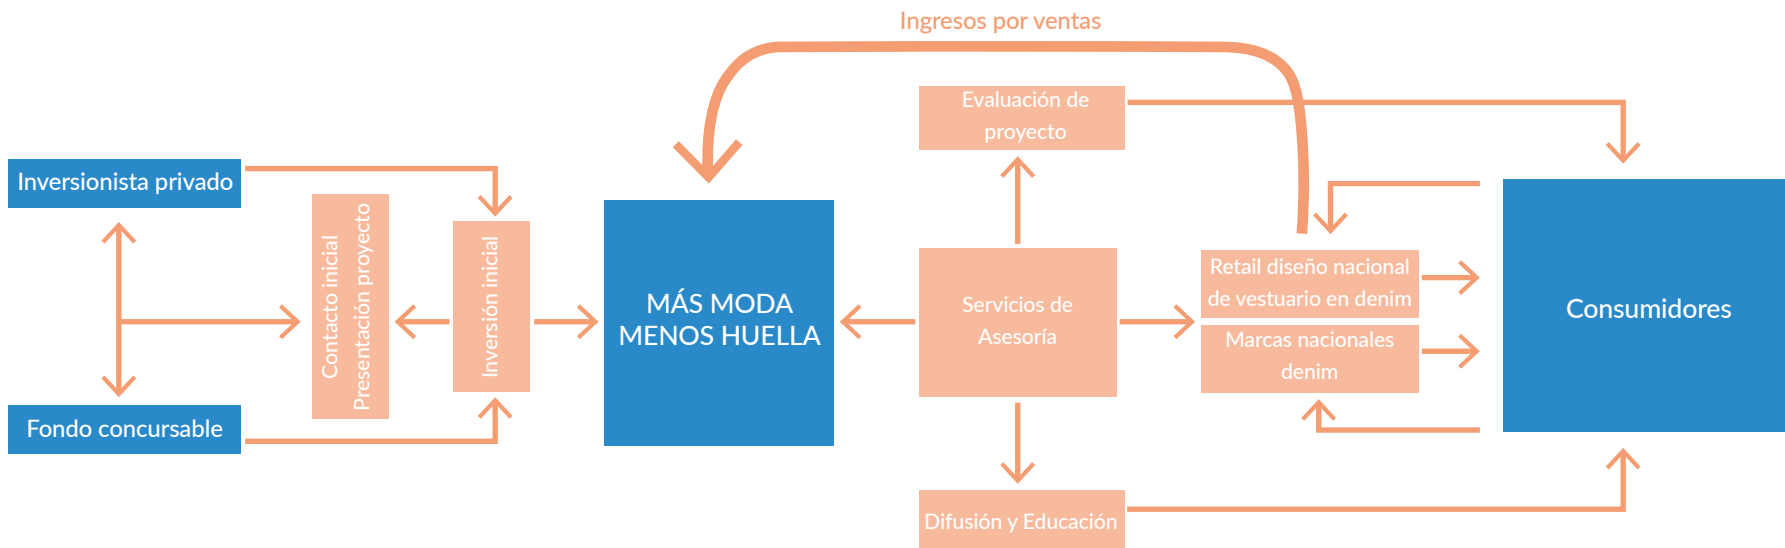 Ingresos por ventas
Evaluación de
proyecto
Inversionista privado
Contacto inicial
Presentación proyecto
Inversión inicial
MÁS MODA
MENOS HUELLA
Servicios de
Asesoría
Retail diseño nacional
de vestuario en denim
Marcas nacionales
denim
Consumidores
Fondo concursable
Difusión y Educación